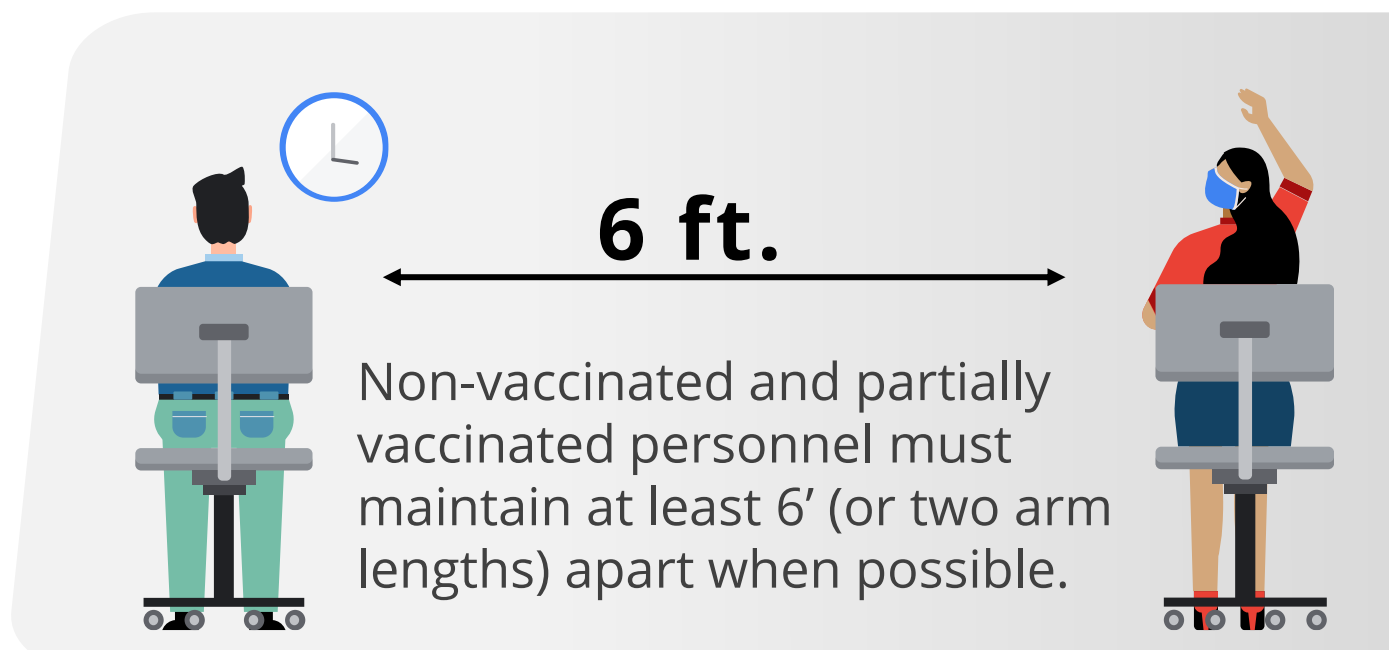 6 ft.
Non-vaccinated and partially
vaccinated personnel must
maintain at least 6’ (or two arm
lengths) apart when possible.